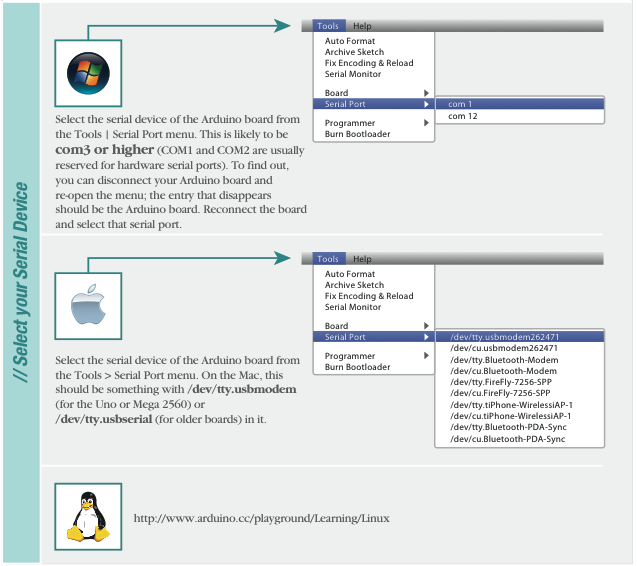 // Select your Serial Device
Tools Help
Auto Format
Archive Sketch
Fix Encoding & Reload
Serial Monitor
Board
Serial Port
Programmer
Burn Bootloader
com 1
com 12
Select the serial device of the Arduino board from
the Tools | Serial Port menu. This is likely to be
com3 or higher (COM1 and COM2 are usually
reserved for hardware serial ports). To find out,
you can disconnect your Arduino board and
re-open the menu; the entry that disappears
should be the Arduino board. Reconnect the board
and select that serial port.
Tools Help
Auto Format
Archive Sketch
Fix Encoding & Reload
Serial Monitor
Board
Serial Port
Programmer
Burn Bootloader
/dev/tty.usbmodem262471
/dev/cu.usbmodem262471
/dev/tty.Bluetooth-Modem
/dev/cu.Bluetooth-Modem
/dev/tty.FireFly-7256-SPP
/dev/cu.FireFly-7256-SPP
/dev/tty.tiPhone-WirelessiAP-1
/dev/cu.tiPhone-WirelessiAP-1
/dev/tty.Bluetooth-PDA-Sync
/dev/cu.Bluetooth-PDA-Sync
Select the serial device of the Arduino board from
the Tools > Serial Port menu. On the Mac, this
should be something with /dev/tty.usbmodem
(for the Uno or Mega 2560) or
/dev/tty.usbserial (for older boards) in it.
http://www.arduino.cc/playground/Learning/Linux